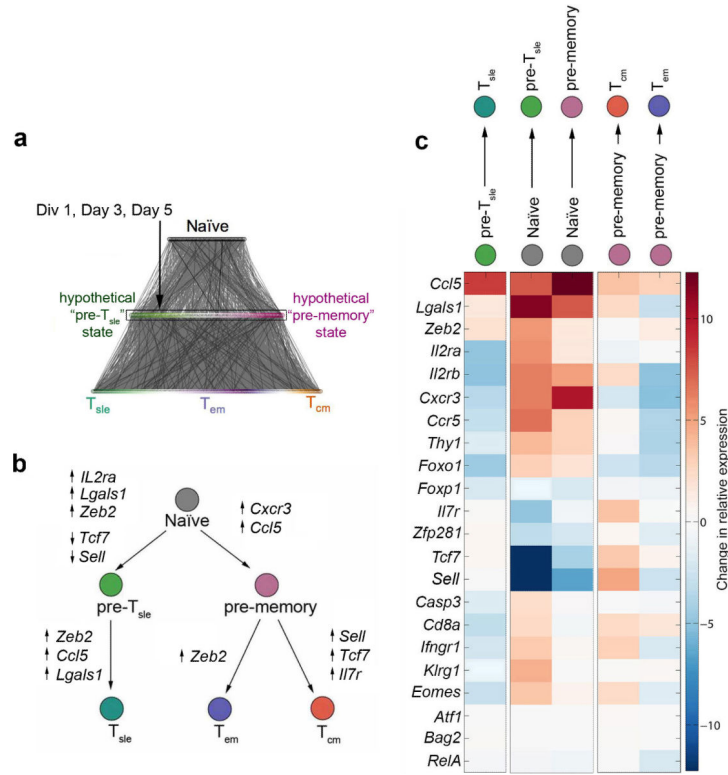 a
Div 1, Day 3, Day 5
Naïve
hypothetical
“pre-Tsle”
state
hypothetical
“pre-memory”
state
Tsle
Tem
Tcm
b
IL2ra
Lgals1
Zeb2
Tcf7
Sell
Naïve
Cxcr3
Ccl5
pre-Tsle
pre-memory
Zeb2
Ccl5
Lgals1
Zeb2
Sell
Tcf7
Il7r
Tsle
Tem
Tcm
c
Tsle
pre-Tsle
pre-memory
Tcm
Tem
pre-Tsle
Naïve
Naïve
pre-memory
pre-memory
Ccl5
Lgals1
Zeb2
Il2ra
Il2rb
Cxcr3
Ccr5
Thy1
Foxo1
Foxp1
Il7r
Zfp281
Tcf7
Sell
Casp3
Cd8a
Ifngr1
Klrg1
Eomes
Atf1
Bag2
RelA
10
5
0
−5
−10
Change in relative expression